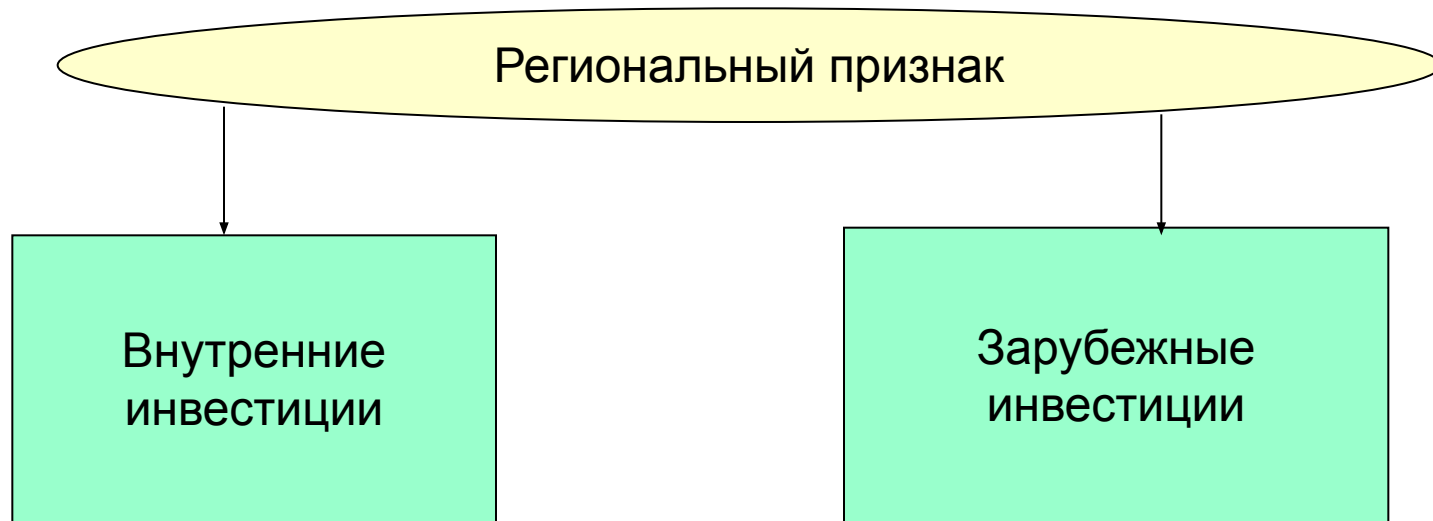 Региональный признак
Внутренние
инвестиции
Зарубежные
инвестиции